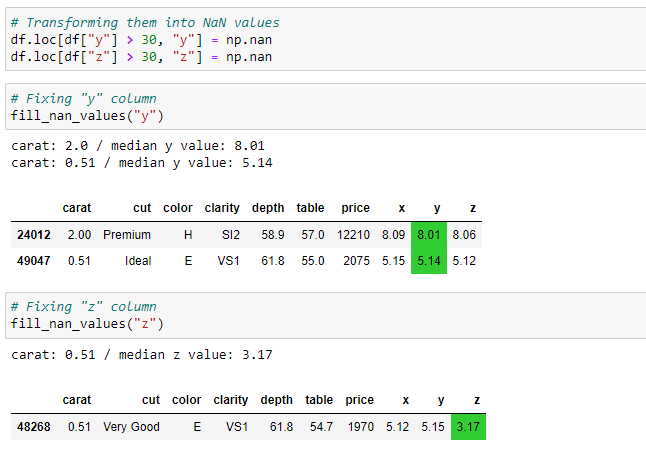 # Transforming them into NaN values
df.loc[df["y"] > 30, "y"] = np.nan
df.loc[df["z"] > 30, "z"] = np.nan
# Fixing "y" column
fill_nan_values("y")
carat: 2.0 / median y value: 8.01
carat: 0.51 / median y value: 5.14
carat cut color clarity depth table price x y z
24012 2.00 Premium H SI2 58.9 57.0 12210 8.09 8.01 8.06
49047 0.51 Ideal E VS1 61.8 55.0 2075 5.15 5.14 5.12
# Fixing "z" column
fill_nan_values("z")
carat: 0.51 / median z value: 3.17
carat cut color clarity depth table price x y z
48268 0.51 Very Good E VS1 61.8 54.7 1970 5.12 5.15 3.17